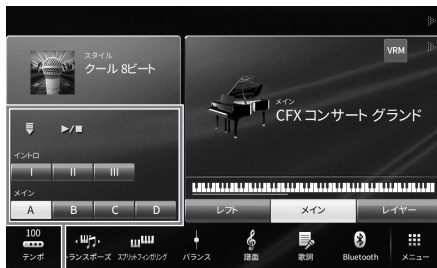 スタイル
クール 8ビート
VRM
メイン
CFX コンサート グランド
イントロ
I II III
メイン
A B C D
レフト メイン レイヤー
100
テンポ トランスポーズ スプリットフィンガリング バランス 譜面 歌詞 Bluetooth メニュー